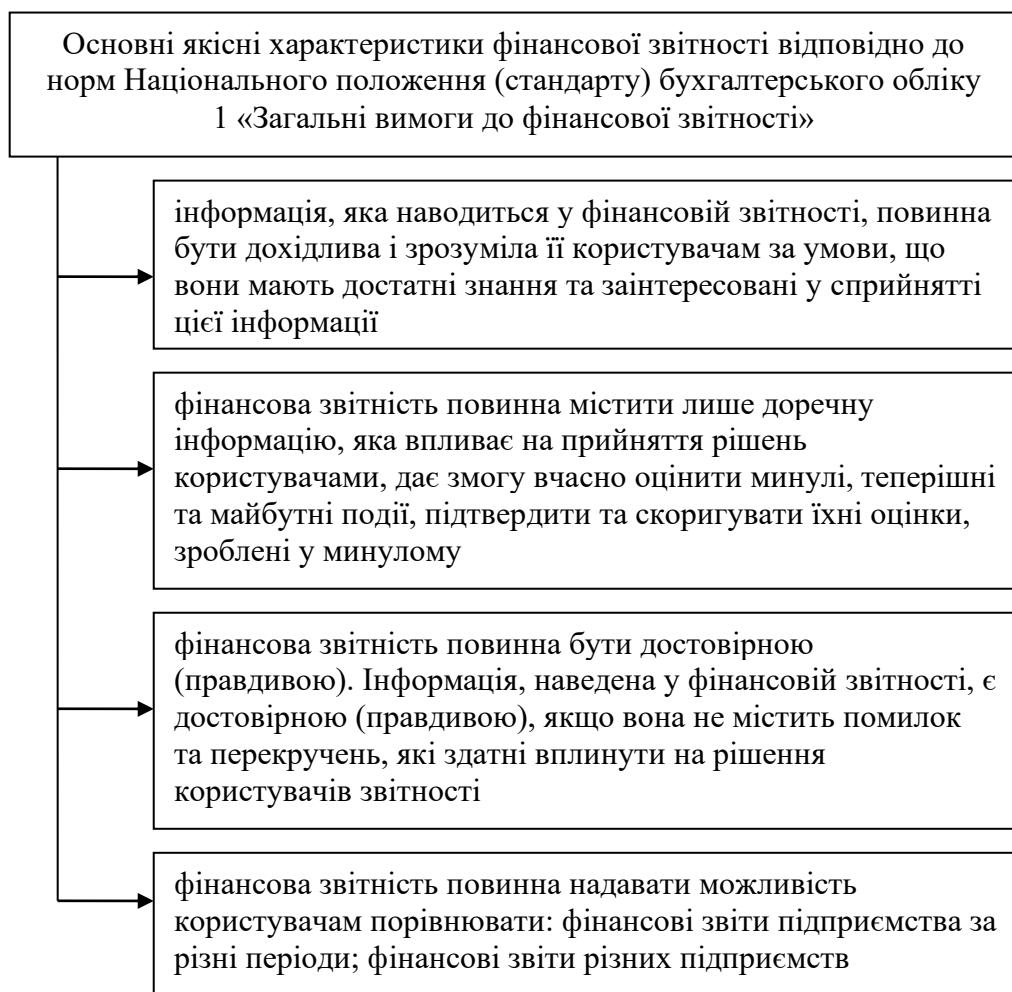 Основні якісні характеристики фінансової звітності відповідно до
норм Національного положення (стандарту) бухгалтерського обліку
1 «Загальні вимоги до фінансової звітності»
інформація, яка наводиться у фінансовій звітності, повинна
бути дохідлива і зрозуміла її користувачам за умови, що
вони мають достатні знання та заінтересовані у сприйнятті
цієї інформації
фінансова звітність повинна містити лише доречну
інформацію, яка впливає на прийняття рішень
користувачами, дає змогу вчасно оцінити минулі, теперішні
та майбутні події, підтвердити та скоригувати їхні оцінки,
зроблені у минулому
фінансова звітність повинна бути достовірною
(правдивою). Інформація, наведена у фінансовій звітності, є
достовірною (правдивою), якщо вона не містить помилок
та перекручень, які здатні вплинути на рішення
користувачів звітності
фінансова звітність повинна надавати можливість
користувачам порівнювати: фінансові звіти підприємства за
різні періоди; фінансові звіти різних підприємств